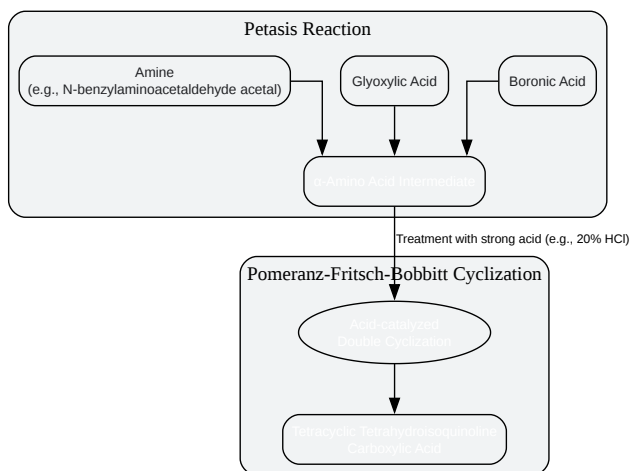 Petasis Reaction
Amine
(e.g., N-benzylaminoacetaldehyde acetal)
Glyoxylic Acid
Boronic Acid
α-Amino Acid Intermediate
Treatment with strong acid (e.g., 20% HCl)
Pomeranz-Fritsch-Bobbitt Cyclization
Acid-catalyzed
Double Cyclization
Tetracyclic Tetrahydroisoquinoline
Carboxylic Acid